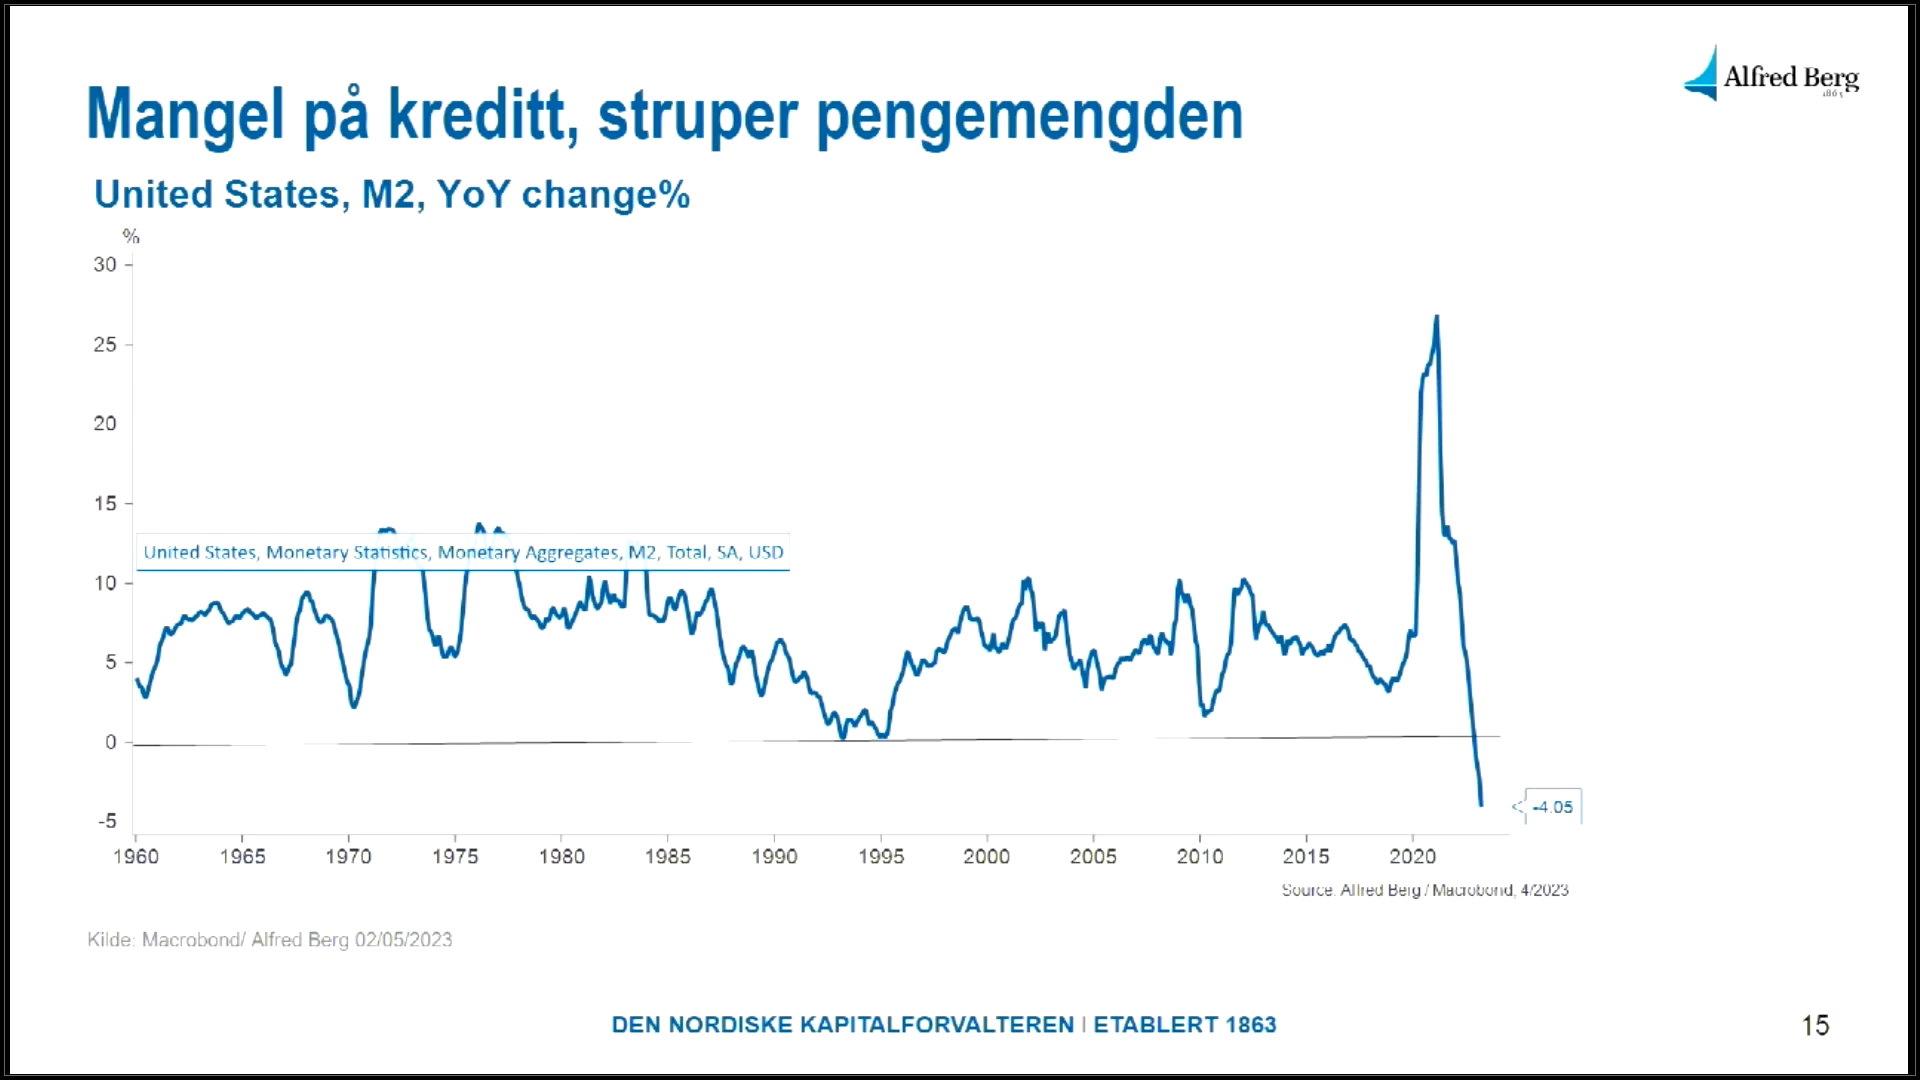 Alfred Berg
1863
Mangel på kreditt, struper pengemengden
United States, M2, YoY change%
%
30
25
20
15
United States, Monetary Statistics, Monetary Aggregates, M2, Total, SA, USD
10
5
0
-5
-4.05
1960 1965 1970 1975 1980 1985 1990 1995 2000 2005 2010 2015 2020
Source: Alfred Berg / Macrobond, 4/2023
Kilde: Macrobond/ Alfred Berg 02/05/2023
DEN NORDISKE KAPITALFORVALTEREN | ETABLERT 1863
15